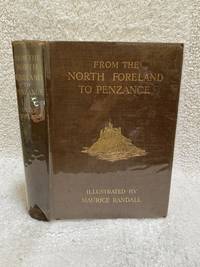 FROM THE
NORTH FORELAND
TO PENZANCE
ILLUSTRATED BY
MAURICE RANDALL
FROM THE
NORTH
FORELAND
TO
PENZANCE